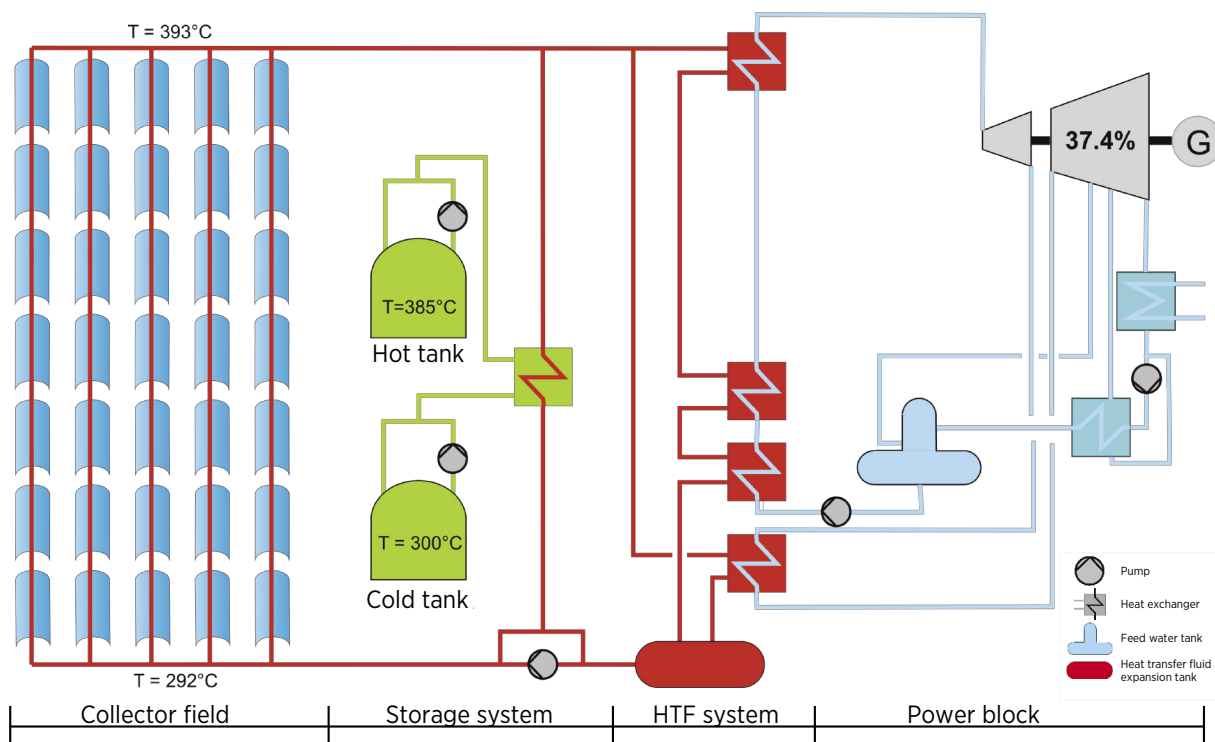 T = 393°C
37.4%
G
T=385°C
Hot tank
T = 300°C
Cold tank
T = 292°C
Pump
Heat exchanger
Feed water tank
Heat transfer fluid
expansion tank
Collector field
Storage system
HTF system
Power block